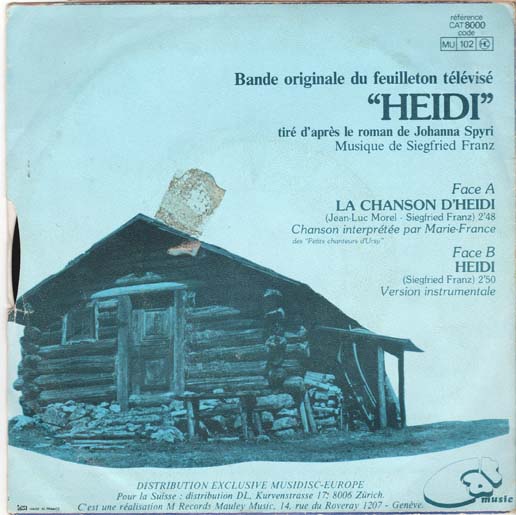 référence
CAT 8000
code
MU 102 HC
Bande originale du feuilleton télévisé
"HEIDI"
tiré d'après le roman de Johanna Spyri
Musique de Siegfried Franz
Face A
LA CHANSON D'HEIDI
(Jean-Luc Morel - Siegfried Franz) 2'48
Chanson interprétée par Marie-France
des "Petits chanteurs d'Ursy"
Face B
HEIDI
(Siegfried Franz) 2'50
Version instrumentale
DISTRIBUTION EXCLUSIVE MUSIDISC-EUROPE
Pour la Suisse : distribution DL, Kurvenstrasse 17; 8006 Zürich.
C'est une réalisation M Records Mauley Music, 14, rue du Roveray 1207 - Genève.
MADE IN FRANCE
music